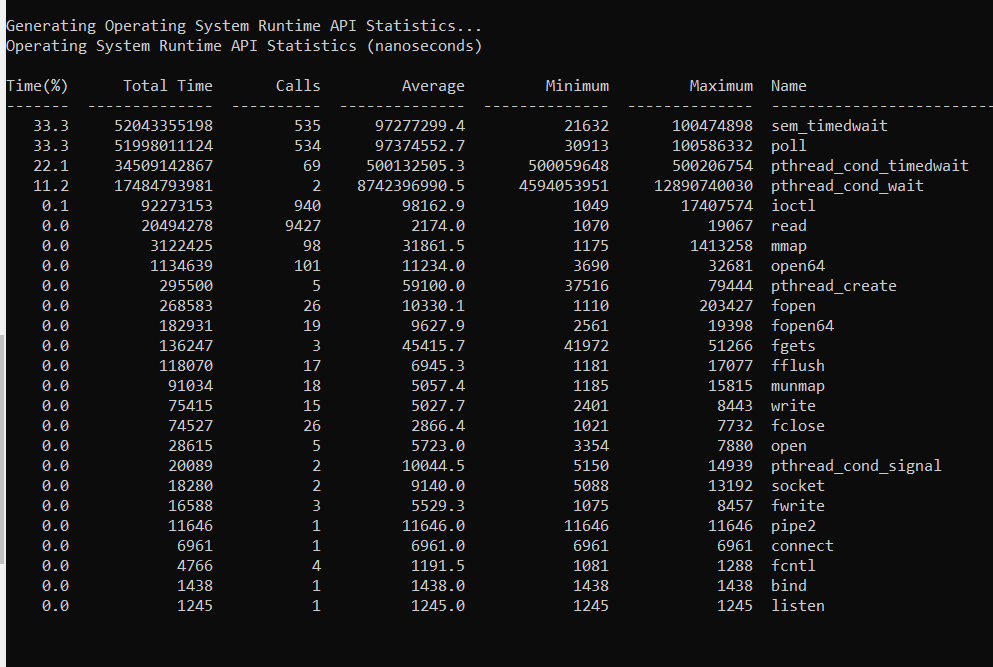 Generating Operating System Runtime API Statistics...
Operating System Runtime API Statistics (nanoseconds)
Time(%) Total Time Calls Average Minimum Maximum Name
------- -------------- ---------- -------------- -------------- -------------- -------------------------
33.3 52043355198 535 97277299.4 21632 100474898 sem_timedwait
33.3 51998011124 534 97374552.7 30913 100586332 poll
22.1 34509142867 69 500132505.3 500059648 500206754 pthread_cond_timedwait
11.2 17484793981 2 8742396990.5 4594053951 12890740030 pthread_cond_wait
0.1 92273153 940 98162.9 1049 17407574 ioctl
0.0 20494278 9427 2174.0 1070 19067 read
0.0 3122425 98 31861.5 1175 1413258 mmap
0.0 1134639 101 11234.0 3690 32681 open64
0.0 295500 5 59100.0 37516 79444 pthread_create
0.0 268583 26 10330.1 1110 203427 fopen
0.0 182931 19 9627.9 2561 19398 fopen64
0.0 136247 3 45415.7 41972 51266 fgets
0.0 118070 17 6945.3 1181 17077 fflush
0.0 91034 18 5057.4 1185 15815 munmap
0.0 75415 15 5027.7 2401 8443 write
0.0 74527 26 2866.4 1021 7732 fclose
0.0 28615 5 5723.0 3354 7880 open
0.0 20089 2 10044.5 5150 14939 pthread_cond_signal
0.0 18280 2 9140.0 5088 13192 socket
0.0 16588 3 5529.3 1075 8457 fwrite
0.0 11646 1 11646.0 11646 11646 pipe2
0.0 6961 1 6961.0 6961 6961 connect
0.0 4766 4 1191.5 1081 1288 fcntl
0.0 1438 1 1438.0 1438 1438 bind
0.0 1245 1 1245.0 1245 1245 listen